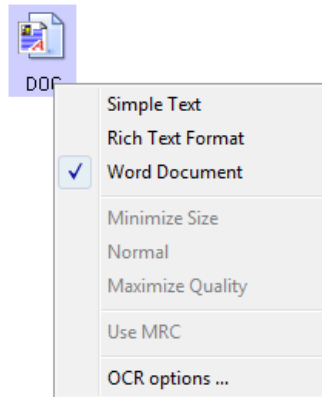 DOC
Simple Text
Rich Text Format
Word Document
Minimize Size
Normal
Maximize Quality
Use MRC
OCR options ...